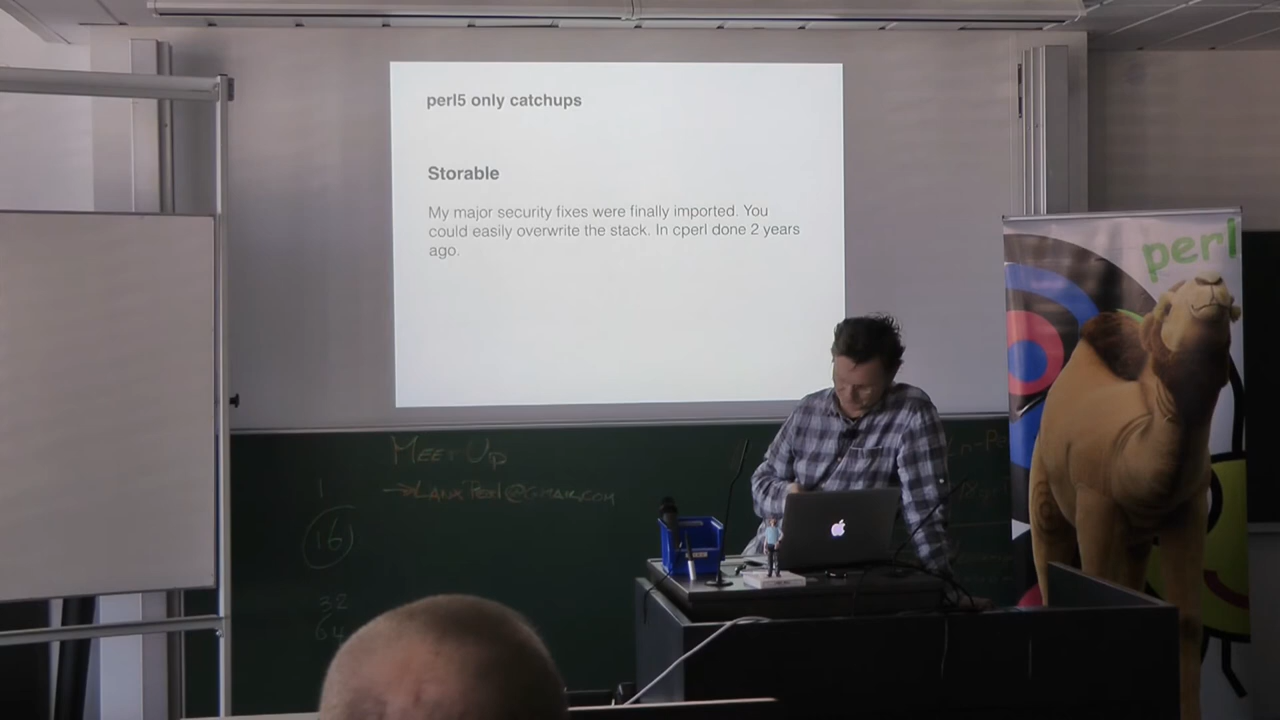 perl5 only catchups
Storable
My major security fixes were finally imported. You
could easily overwrite the stack. In cperl done 2 years
ago.
perl
MEET UP
1
16
32
64